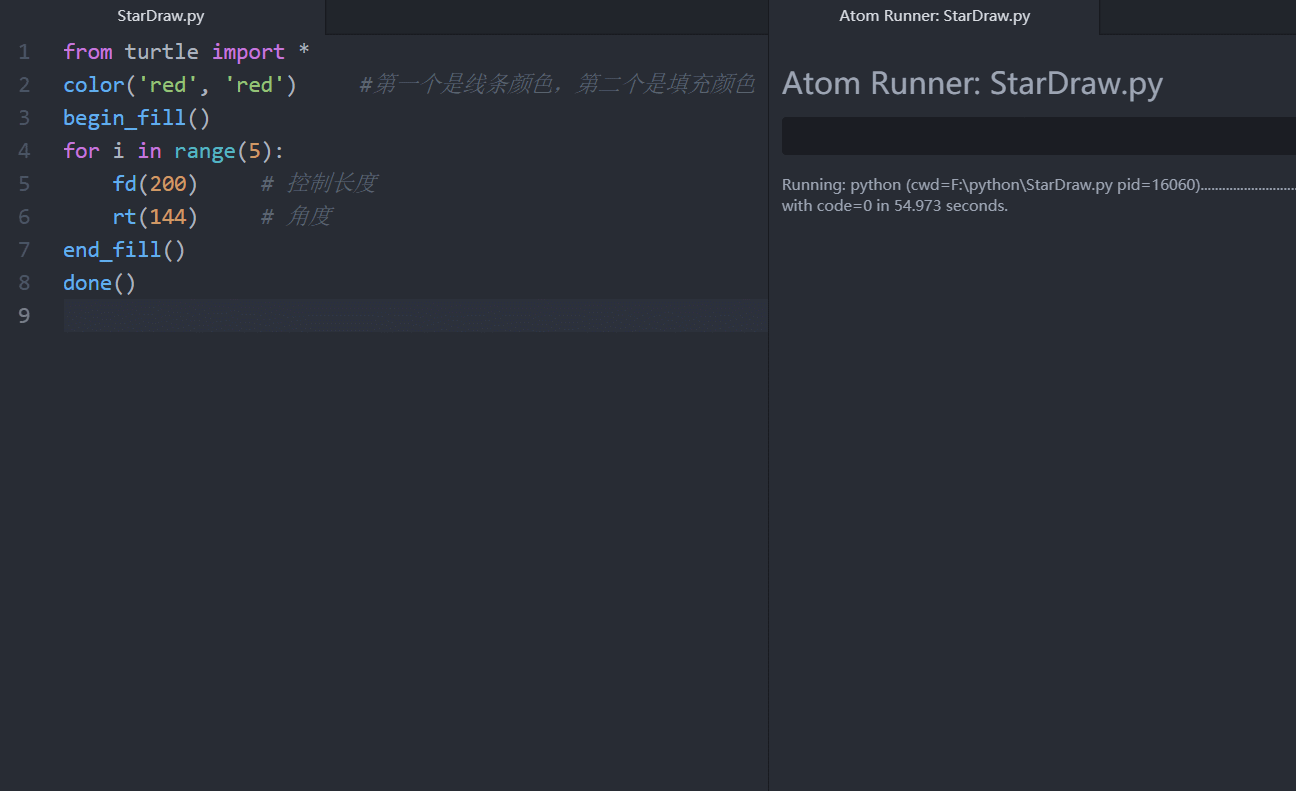 StarDraw.py
1 from turtle import *
2 color('red', 'red')     #第一个是线条颜色，第二个是填充颜色
3 begin_fill()
4 for i in range(5):
5     fd(200)     # 控制长度
6     rt(144)     # 角度
7 end_fill()
8 done()
9
Atom Runner: StarDraw.py
Atom Runner: StarDraw.py
Running: python (cwd=F:\python\StarDraw.py pid=16060)...........................
with code=0 in 54.973 seconds.